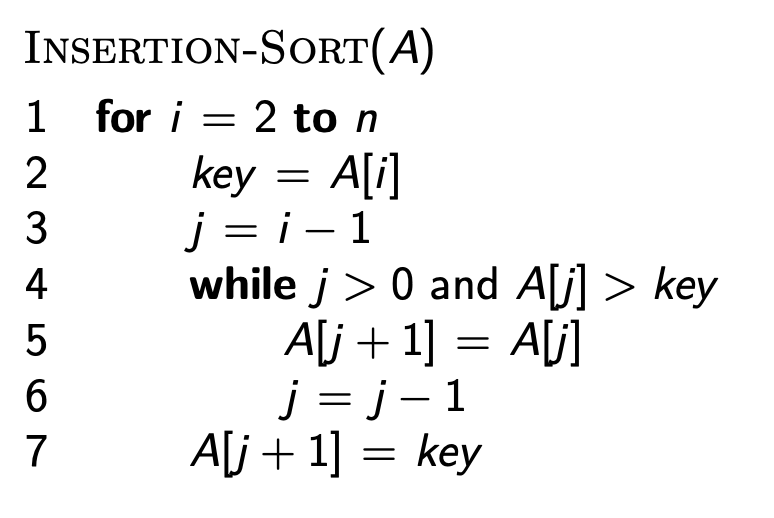 INSERTION-SORT(A)
1 for i = 2 to n
2 key = A[i]
3 j = i − 1
4 while j > 0 and A[j] > key
5 A[j + 1] = A[j]
6 j = j − 1
7 A[j + 1] = key